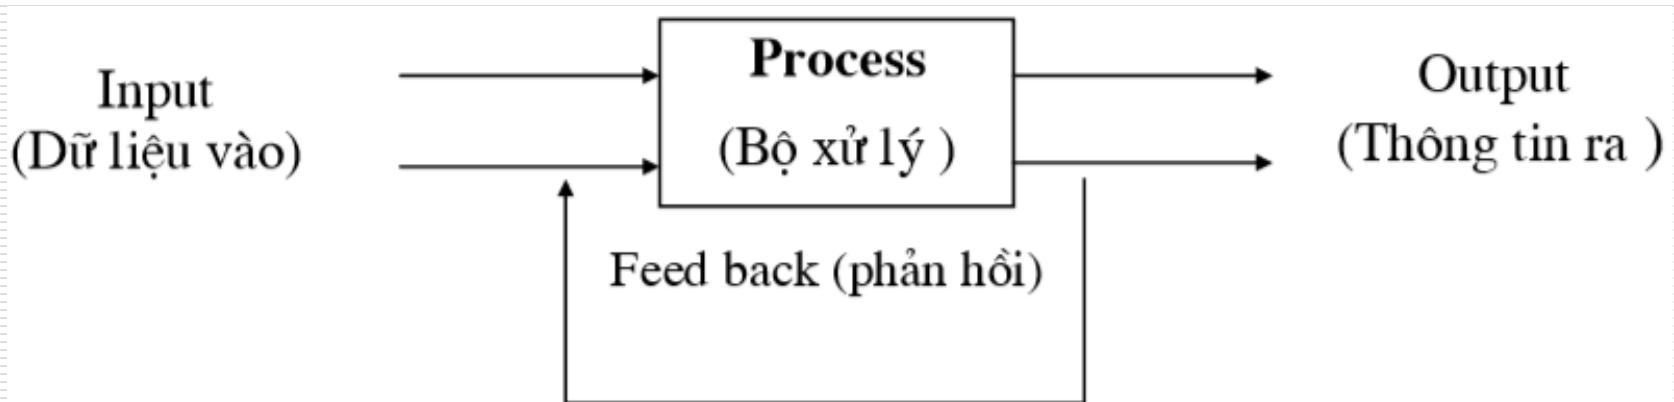 Input
(Dữ liệu vào)
Process
(Bộ xử lý )
Output
(Thông tin ra )
Feed back (phản hồi)